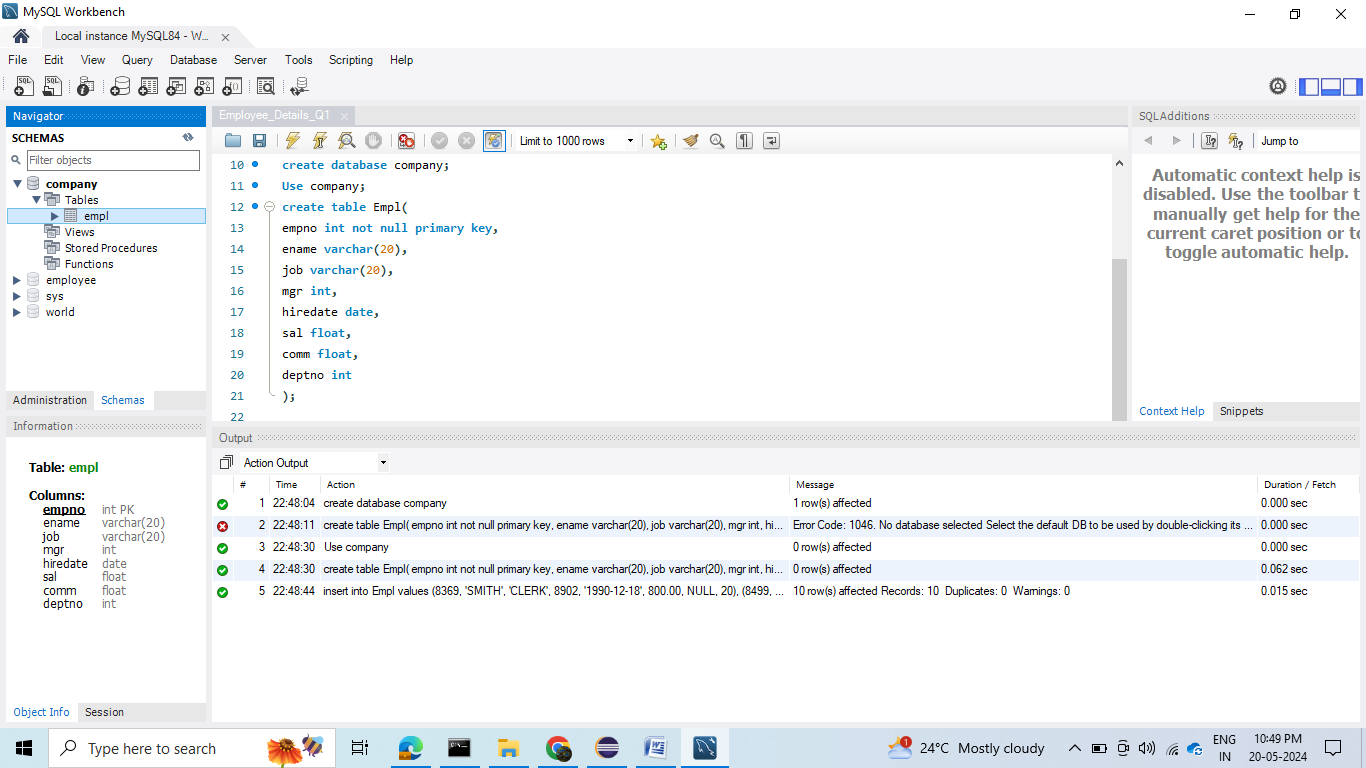 MySQL Workbench
Local instance MySQL84 - W...
File Edit View Query Database Server Tools Scripting Help
Navigator
SCHEMAS
Filter objects
company
Tables
empl
Views
Stored Procedures
Functions
employee
sys
world
Administration Schemas
Information
Table: empl
Columns:
empno int PK
ename varchar(20)
job varchar(20)
mgr int
hiredate date
sal float
comm float
deptno int
Object Info Session
Employee_Details_Q1
Limit to 1000 rows
10 create database company;
11 Use company;
12 create table Empl(
13 empno int not null primary key,
14 ename varchar(20),
15 job varchar(20),
16 mgr int,
17 hiredate date,
18 sal float,
19 comm float,
20 deptno int
21 );
22
SQLAdditions
Jump to
Automatic context help is
disabled. Use the toolbar t
manually get help for the
current caret position or to
toggle automatic help.
Context Help Snippets
Output
Action Output
# Time Action Message Duration / Fetch
1 22:48:04 create database company 1 row(s) affected 0.000 sec
2 22:48:11 create table Empl( empno int not null primary key, ename varchar(20), job varchar(20), mgr int, hi... Error Code: 1046. No database selected Select the default DB to be used by double-clicking its ... 0.000 sec
3 22:48:30 Use company 0 row(s) affected 0.000 sec
4 22:48:30 create table Empl( empno int not null primary key, ename varchar(20), job varchar(20), mgr int, hi... 0 row(s) affected 0.062 sec
5 22:48:44 insert into Empl values (8369, 'SMITH', 'CLERK', 8902, '1990-12-18', 800.00, NULL, 20), (8499, ... 10 row(s) affected Records: 10 Duplicates: 0 Warnings: 0 0.015 sec
Type here to search
1
24°C Mostly cloudy
ENG
IN
10:49 PM
20-05-2024